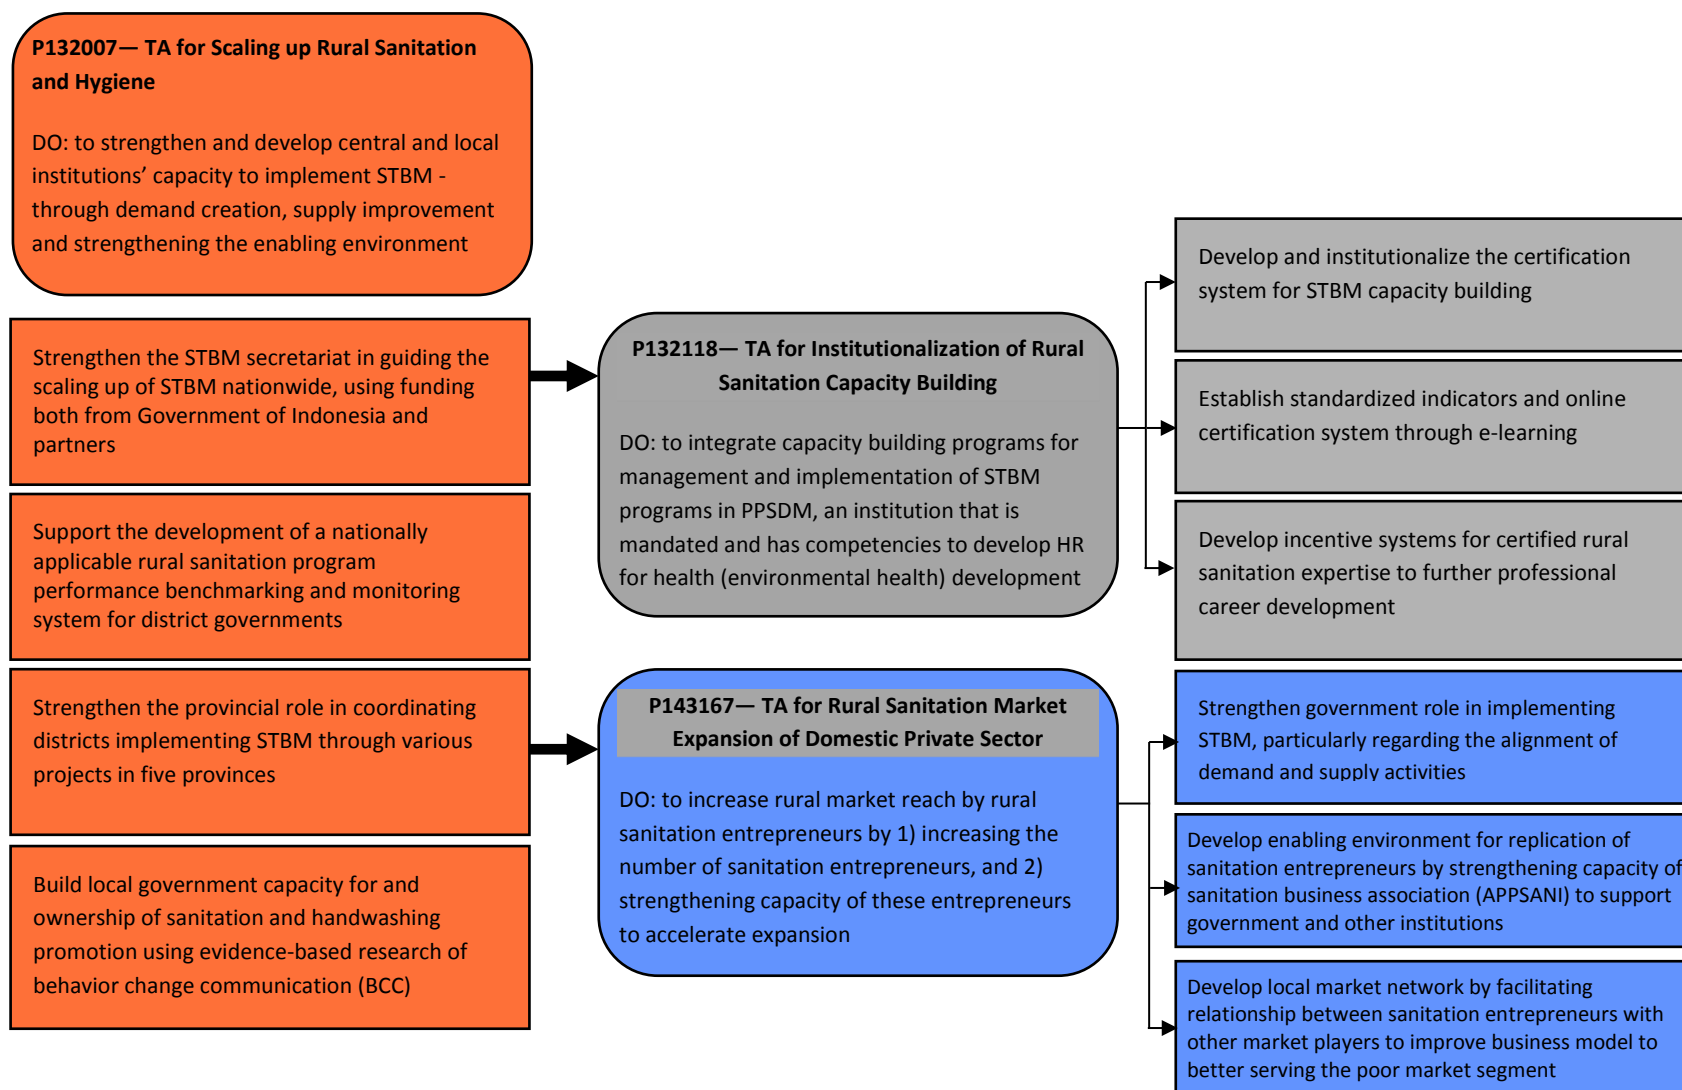 P132007— TA for Scaling up Rural Sanitation
and Hygiene
DO: to strengthen and develop central and local
institutions’ capacity to implement STBM -
through demand creation, supply improvement
and strengthening the enabling environment
Strengthen the STBM secretariat in guiding the
scaling up of STBM nationwide, using funding
both from Government of Indonesia and
partners
Support the development of a nationally
applicable rural sanitation program
performance benchmarking and monitoring
system for district governments
Strengthen the provincial role in coordinating
districts implementing STBM through various
projects in five provinces
Build local government capacity for and
ownership of sanitation and handwashing
promotion using evidence-based research of
behavior change communication (BCC)
P132118— TA for Institutionalization of Rural
Sanitation Capacity Building
DO: to integrate capacity building programs for
management and implementation of STBM
programs in PPSDM, an institution that is
mandated and has competencies to develop HR
for health (environmental health) development
P143167— TA for Rural Sanitation Market
Expansion of Domestic Private Sector
DO: to increase rural market reach by rural
sanitation entrepreneurs by 1) increasing the
number of sanitation entrepreneurs, and 2)
strengthening capacity of these entrepreneurs
to accelerate expansion
Develop and institutionalize the certification
system for STBM capacity building
Establish standardized indicators and online
certification system through e-learning
Develop incentive systems for certified rural
sanitation expertise to further professional
career development
Strengthen government role in implementing
STBM, particularly regarding the alignment of
demand and supply activities
Develop enabling environment for replication of
sanitation entrepreneurs by strengthening capacity of
sanitation business association (APPSANI) to support
government and other institutions
Develop local market network by facilitating
relationship between sanitation entrepreneurs with
other market players to improve business model to
better serving the poor market segment